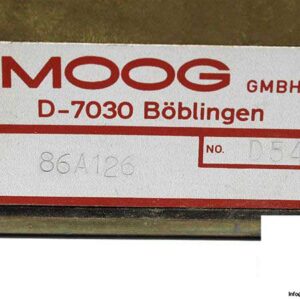 MOOG GMBH
D-7030 Böblingen
86A126 NO. D54